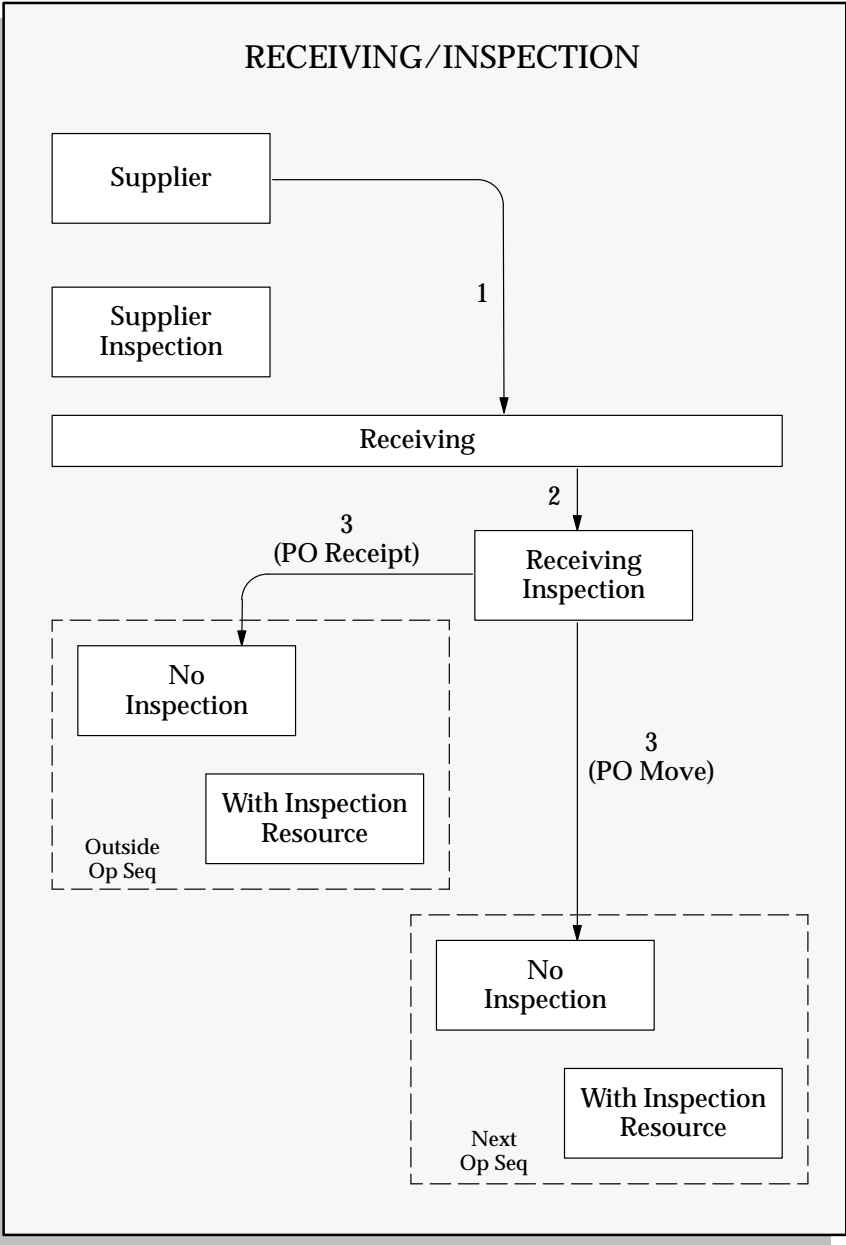 RECEIVING/INSPECTION
Supplier
1
Supplier
Inspection
Receiving
2
3
(PO Receipt)
Receiving
Inspection
No
Inspection
3
(PO Move)
With Inspection
Resource
Outside
Op Seq
No
Inspection
With Inspection
Resource
Next
Op Seq